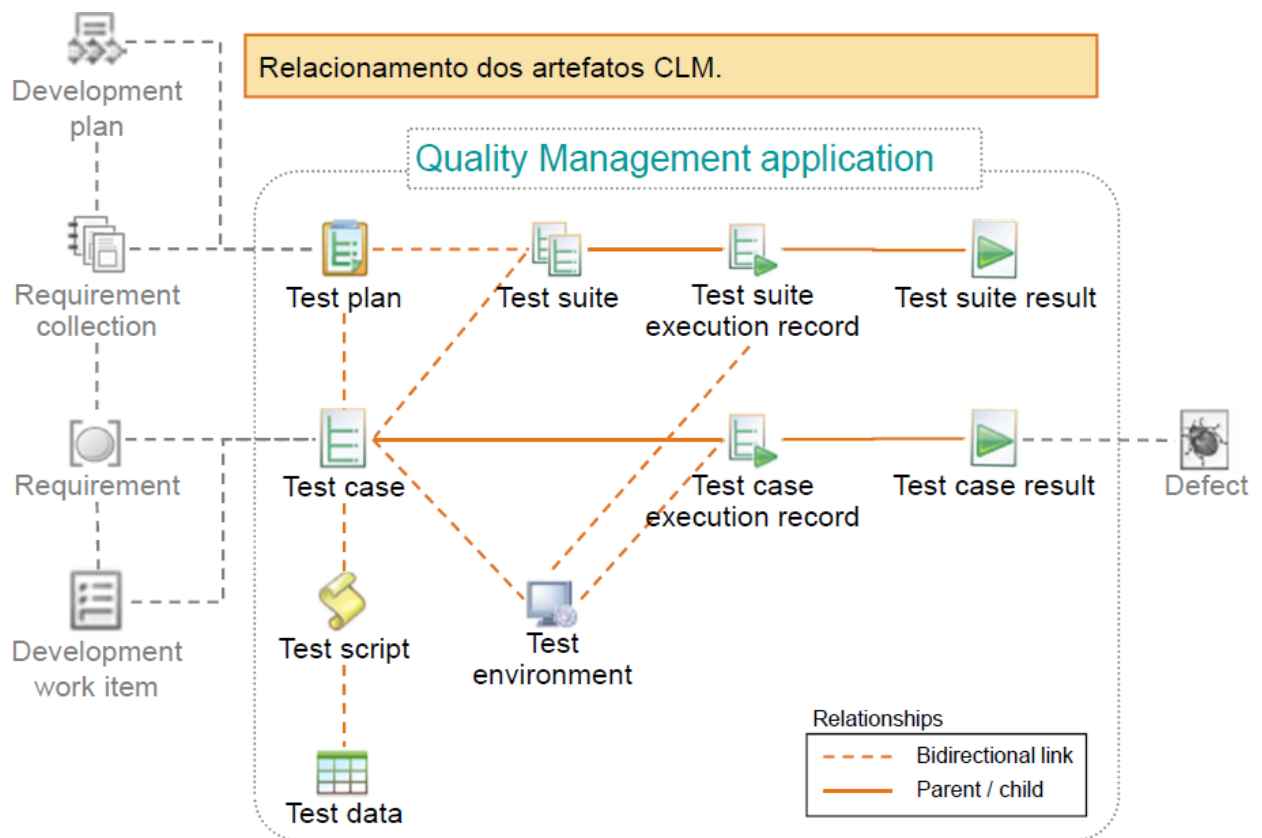 Relacionamento dos artefatos CLM.
Development
plan
Quality Management application
Requirement
collection
Test plan
Test suite
Test suite
execution record
Test suite result
Requirement
Test case
Test case
execution record
Test case result
Defect
Development
work item
Test script
Test
environment
Test data
Relationships
Bidirectional link
Parent / child